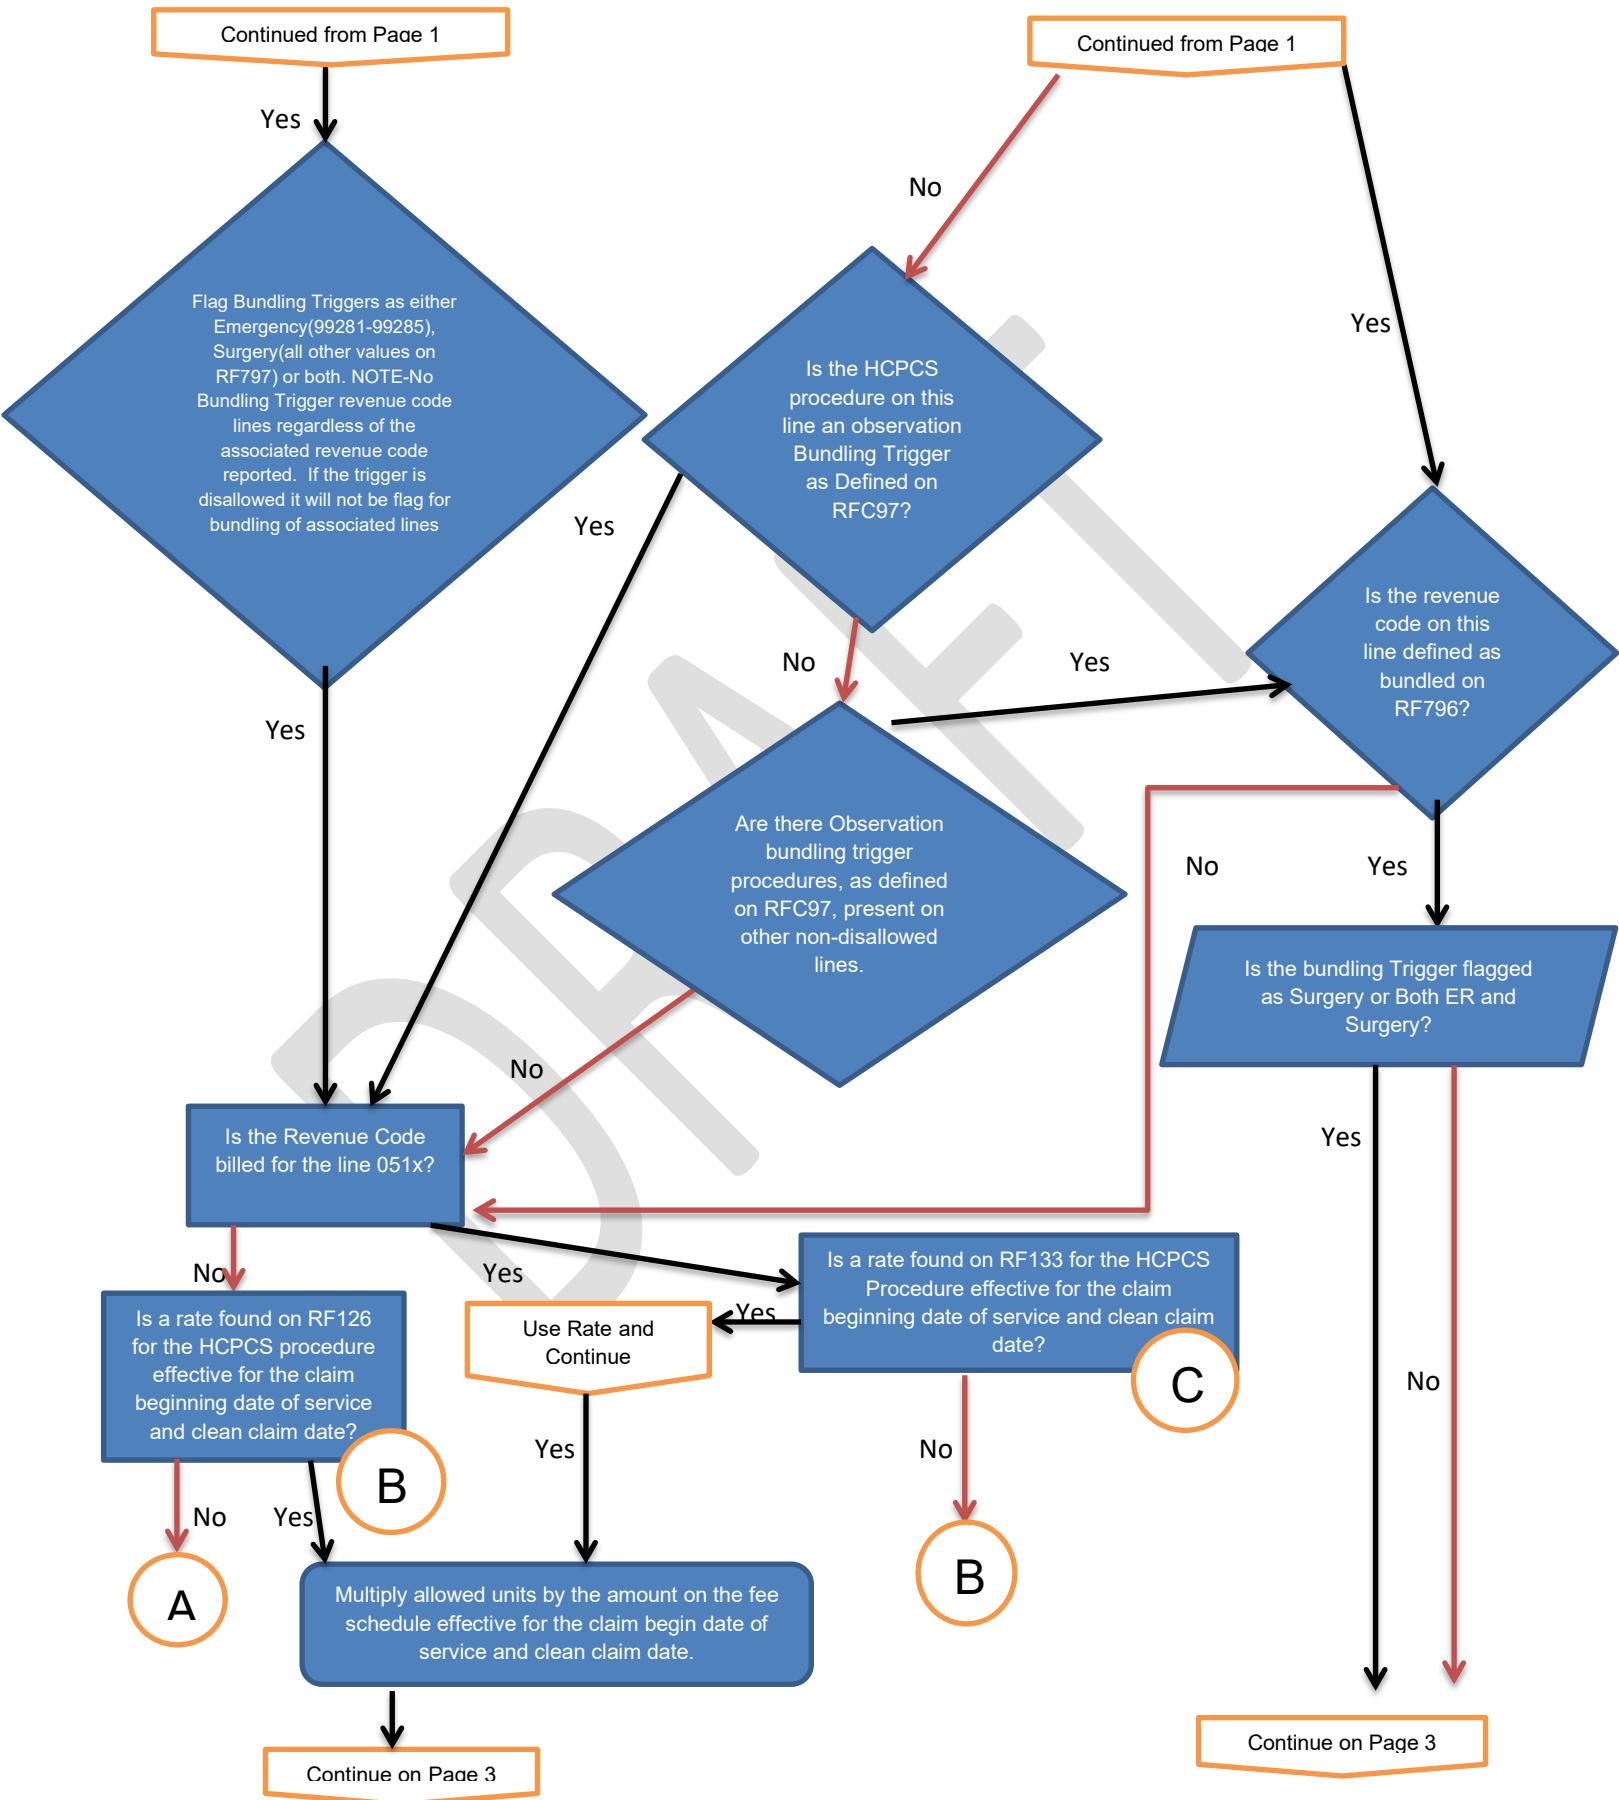 Continued from Page 1
Continued from Page 1
Yes
No
Yes
Flag Bundling Triggers as either
Emergency(99281-99285),
Surgery(all other values on
RF797) or both. NOTE-No
Bundling Trigger revenue code
lines regardless of the
associated revenue code
reported. If the trigger is
disallowed it will not be flag for
bundling of associated lines
Is the HCPCS
procedure on this
line an observation
Bundling Trigger
as Defined on
RFC97?
Yes
Is the revenue
code on this
line defined as
bundled on
RF796?
No
Yes
Yes
Are there Observation
bundling trigger
procedures, as defined
on RFC97, present on
other non-disallowed
lines.
No
Yes
Is the bundling Trigger flagged
as Surgery or Both ER and
Surgery?
No
Is the Revenue Code
billed for the line 051x?
Yes
No
Yes
Is a rate found on RF133 for the HCPCS
Procedure effective for the claim
beginning date of service and clean claim
date?
C
Yes
Use Rate and
Continue
Is a rate found on RF126
for the HCPCS procedure
effective for the claim
beginning date of service
and clean claim date?
B
No
Yes
No
No
Yes
A
B
Multiply allowed units by the amount on the fee
schedule effective for the claim begin date of
service and clean claim date.
Continue on Page 3
Continue on Page 3
DRAFT